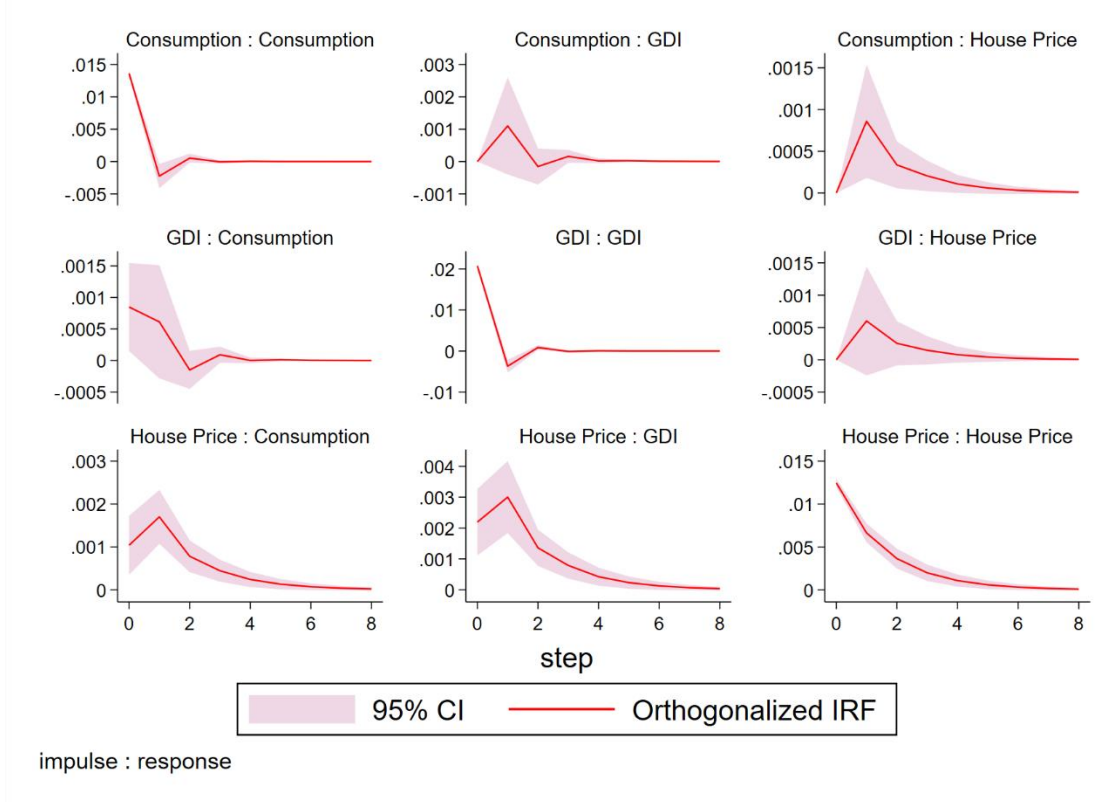 Consumption : Consumption
Consumption : GDI
Consumption : House Price
.015
.01
.005
0
-.005
.003
.002
.001
0
-.001
.0015
.001
.0005
0
GDI : Consumption
GDI : GDI
GDI : House Price
.0015
.001
.0005
0
-.0005
.02
.01
0
-.01
.0015
.001
.0005
0
-.0005
House Price : Consumption
House Price : GDI
House Price : House Price
.003
.002
.001
0
.004
.003
.002
.001
0
.015
.01
.005
0
0 2 4 6 8
0 2 4 6 8
0 2 4 6 8
step
95% CI
Orthogonalized IRF
impulse : response